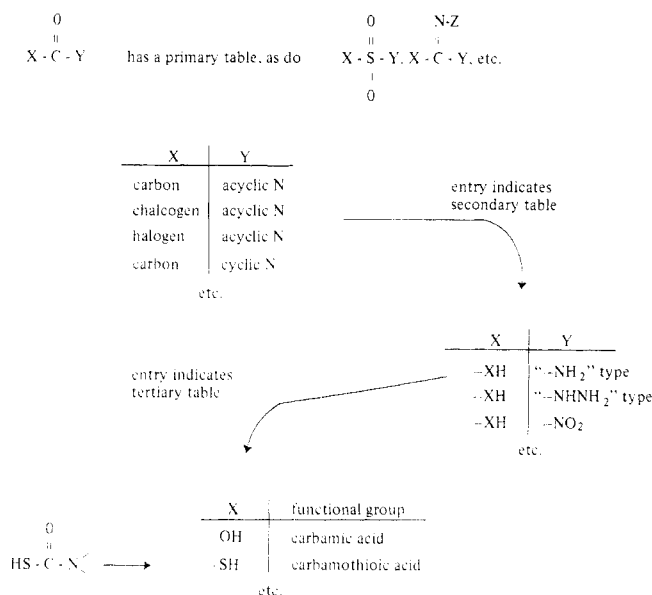 O O N-Z
|| || ||
X - C - Y has a primary table, as do X - S - Y, X - C - Y, etc.
||
O
X Y
carbon acyclic N
chalcogen acyclic N
halogen acyclic N
carbon cyclic N
etc.
entry indicates
secondary table
X Y
--XH "--NH2" type
--XH "--NHNH2" type
--XH --NO2
etc.
entry indicates
tertiary table
X functional group
OH carbamic acid
-SH carbamothioic acid
etc.
O
||
HS - C - N